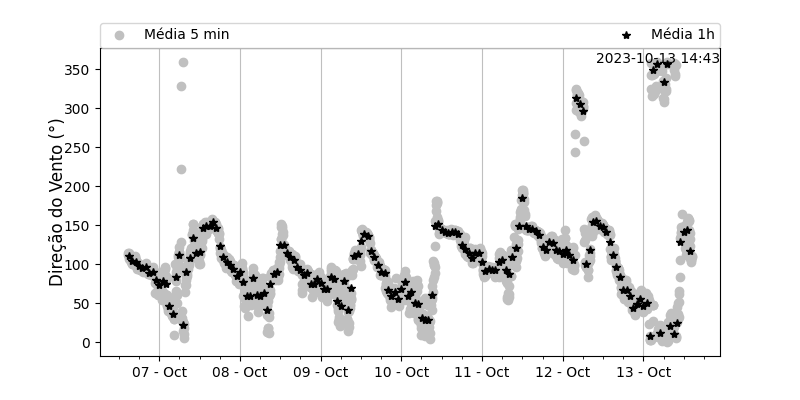 Média 5 min
Média 1h
2023-10-13 14:43
Direção do Vento (°)
350
300
250
200
150
100
50
0
07 - Oct
08 - Oct
09 - Oct
10 - Oct
11 - Oct
12 - Oct
13 - Oct